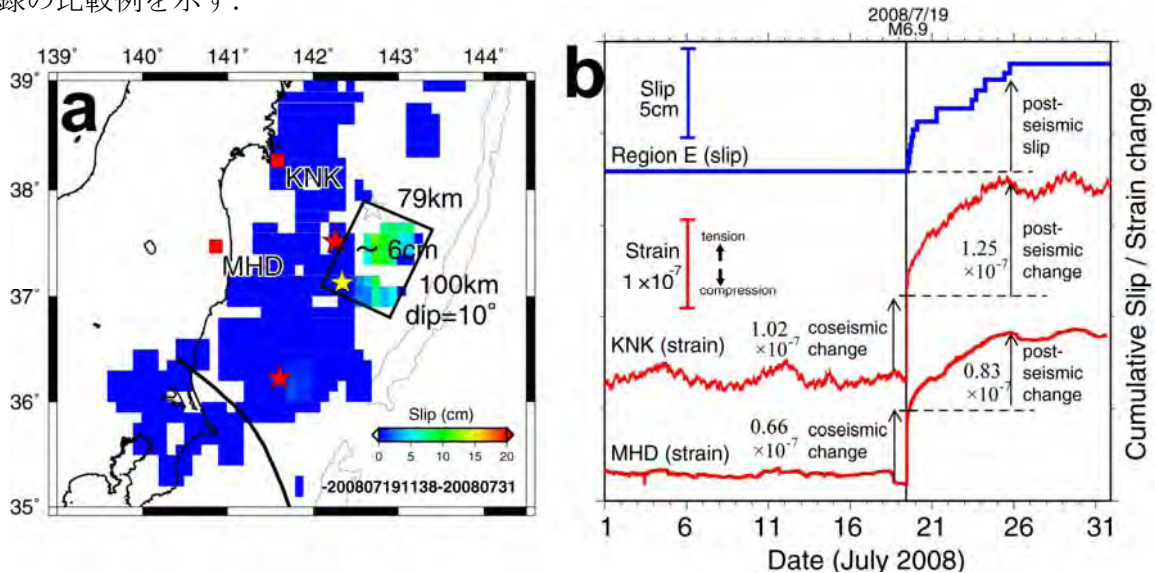 録の比較例を示す.
a
139° 140° 141° 142° 143° 144°
39°
38°
37°
36°
35°
KNK
MHD
79km
~ 6cm
100km
dip=10°
Slip (cm)
0 5 10 15 20
-200807191138-20080731
b
2008/7/19
M6.9
Slip
5cm
Region E (slip)
post-
seismic
slip
Strain
1×10⁻⁷
tension
compression
1.25
×10⁻⁷
post-
seismic
change
KNK (strain)
1.02
×10⁻⁷
coseismic
change
0.83
×10⁻⁷
post-
seismic
change
MHD (strain)
0.66
×10⁻⁷
coseismic
change
1 6 11 16 21 26 31
Date (July 2008)
Cumulative Slip / Strain change